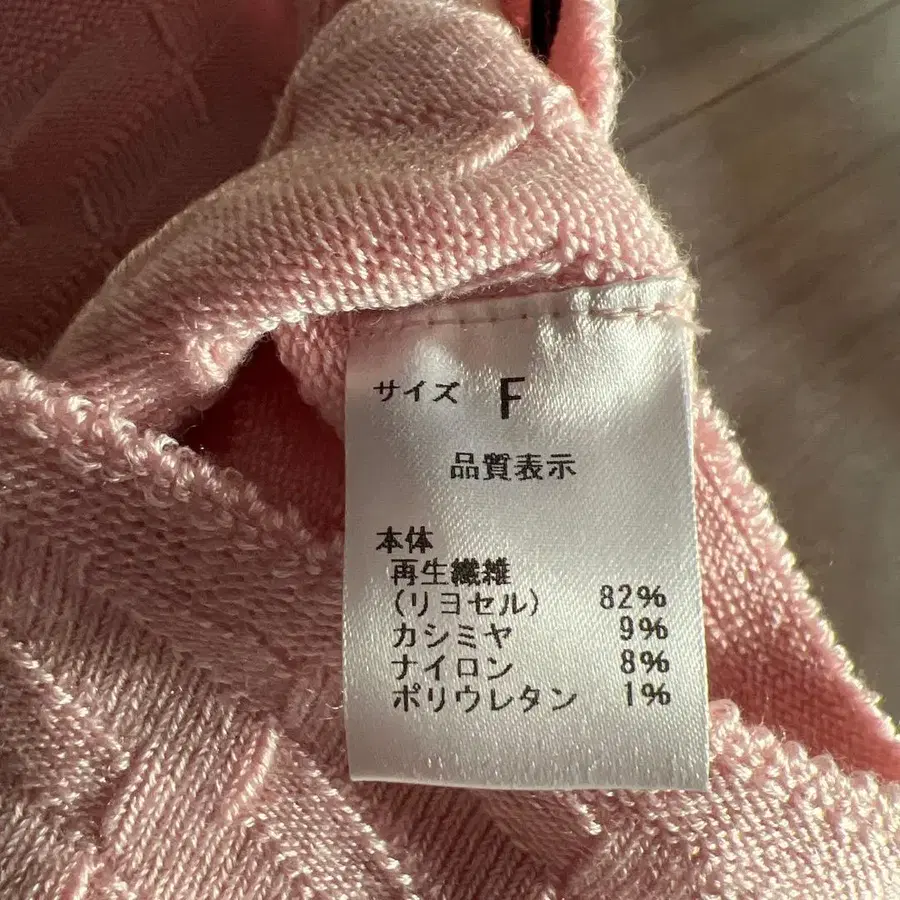 サイズ F
品質表示
本体
再生繊維
(リヨセル) 82%
カシミヤ 9%
ナイロン 8%
ポリウレタン 1%